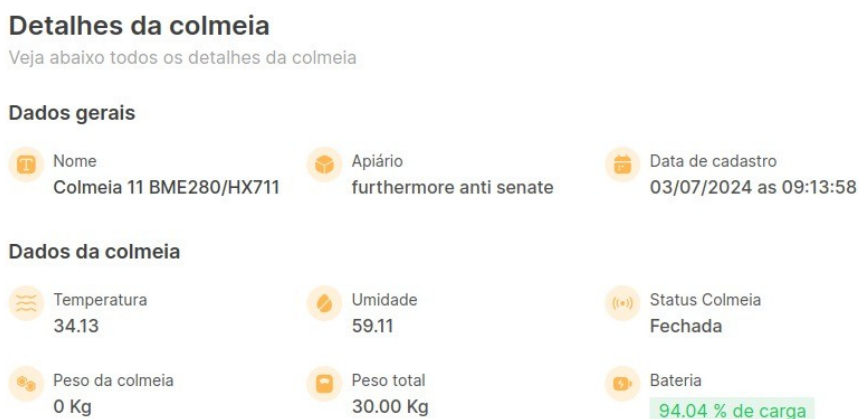 Detalhes da colmeia
Veja abaixo todos os detalhes da colmeia
Dados gerais
Nome
Colmeia 11 BME280/HX711
Apiário
furthermore anti senate
Data de cadastro
03/07/2024 as 09:13:58
Dados da colmeia
Temperatura
34.13
Umidade
59.11
Status Colmeia
Fechada
Peso da colmeia
0 Kg
Peso total
30.00 Kg
Bateria
94.04 % de carga